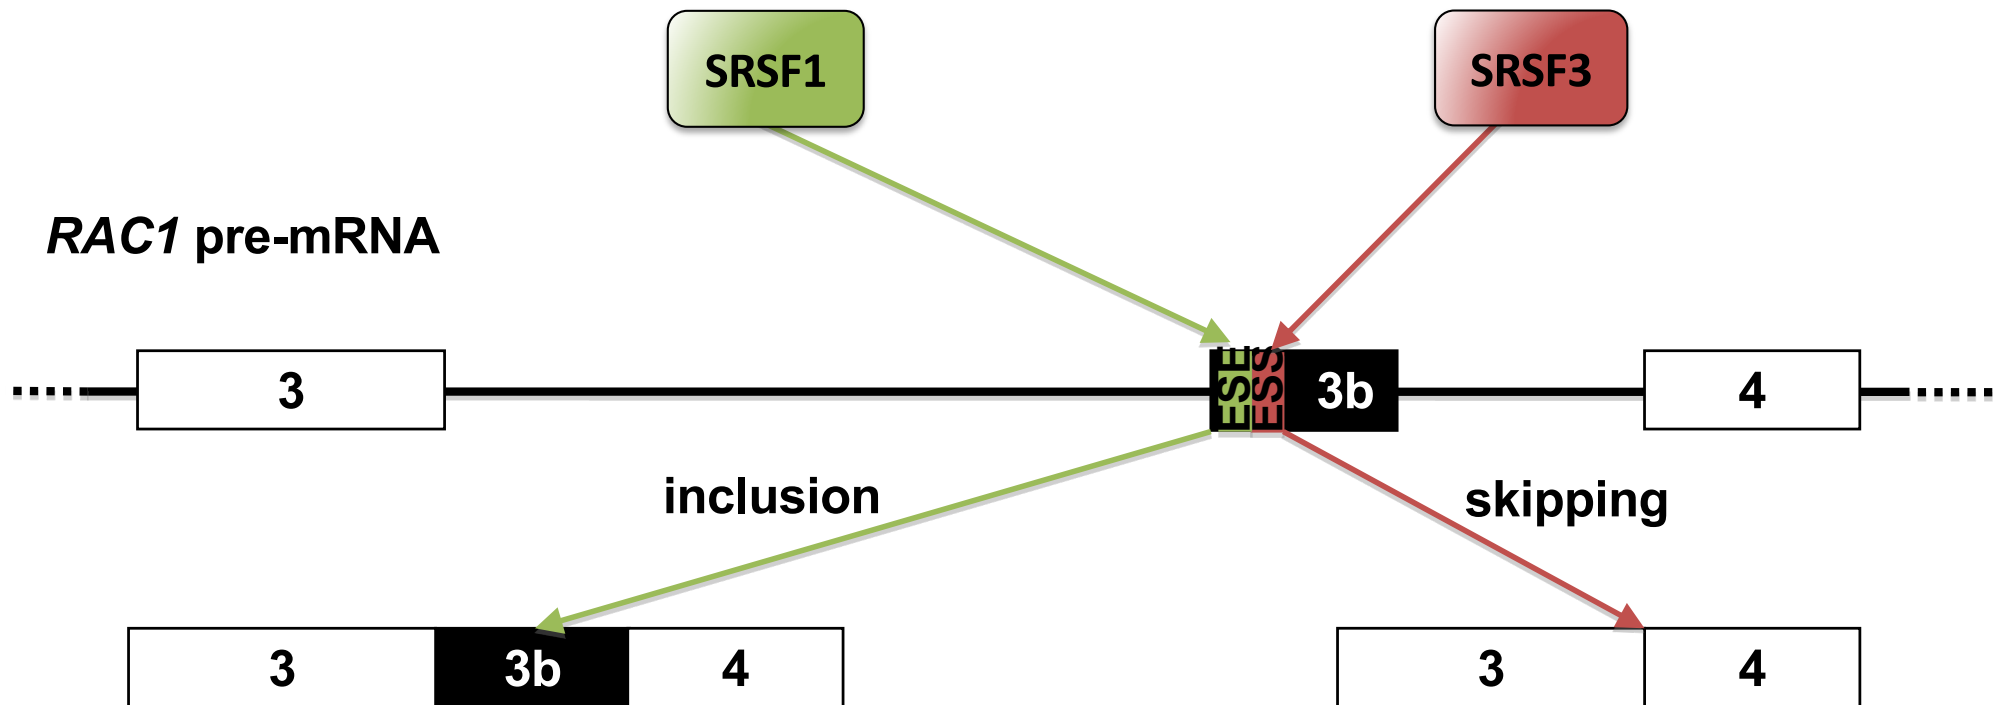 SRSF1
SRSF3
RAC1 pre-mRNA
3
ESE
ESS
3b
4
inclusion
skipping
3
3b
4
3
4